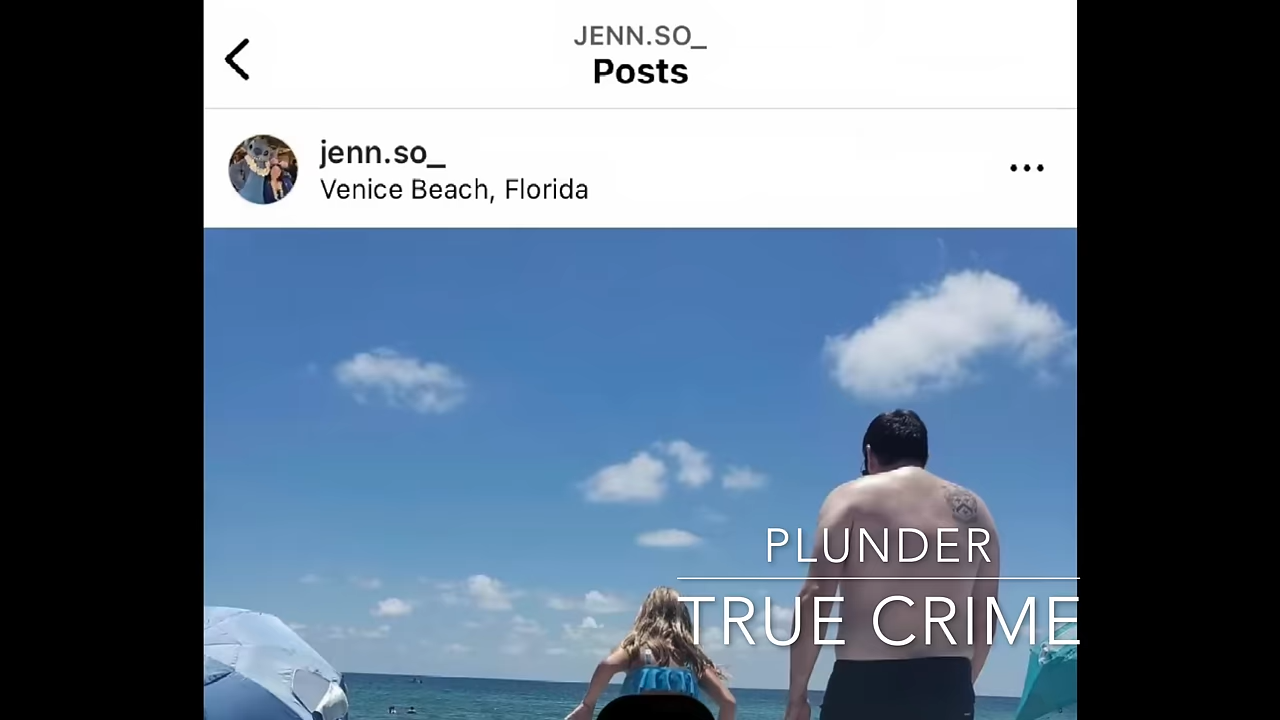 JENN.SO_
Posts
jenn.so_
Venice Beach, Florida
PLUNDER
TRUE CRIME